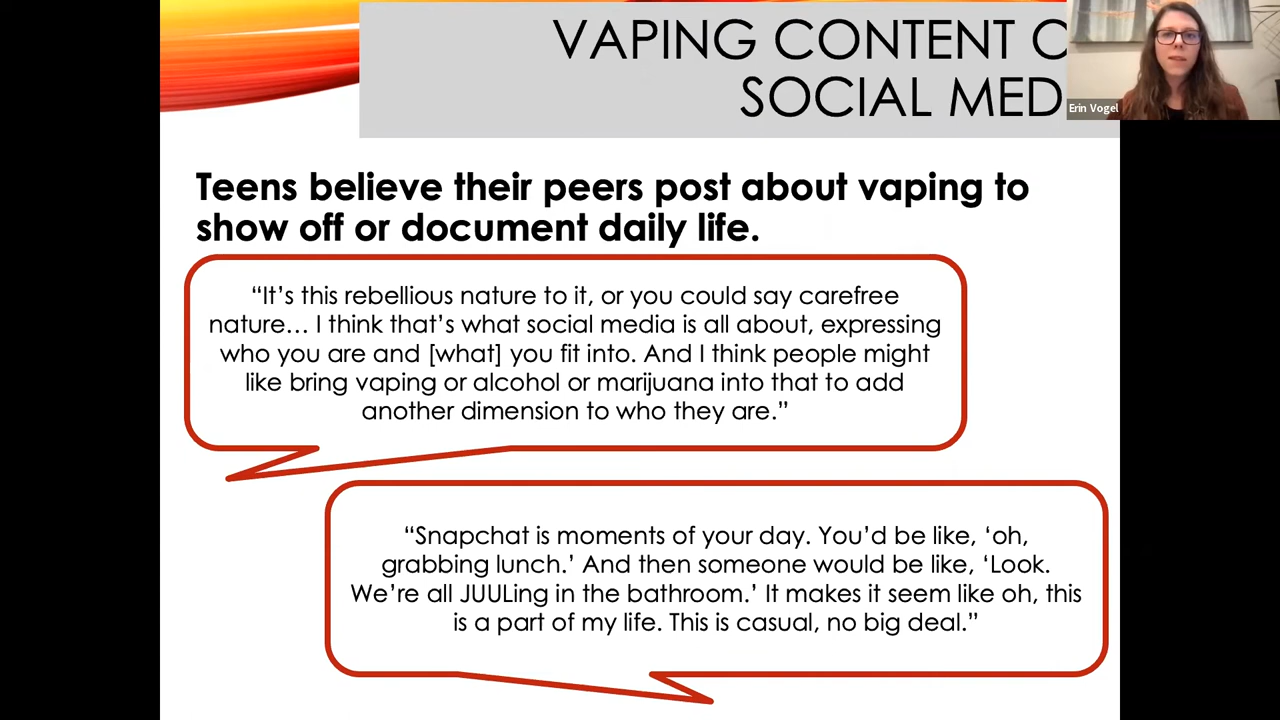 VAPING CONTENT
SOCIAL MED
Erin Vogel
Teens believe their peers post about vaping to
show off or document daily life.
“It’s this rebellious nature to it, or you could say carefree
nature… I think that’s what social media is all about, expressing
who you are and [what] you fit into. And I think people might
like bring vaping or alcohol or marijuana into that to add
another dimension to who they are.”
“Snapchat is moments of your day. You’d be like, ‘oh,
grabbing lunch.’ And then someone would be like, ‘Look.
We’re all JUULing in the bathroom.’ It makes it seem like oh, this
is a part of my life. This is casual, no big deal.”